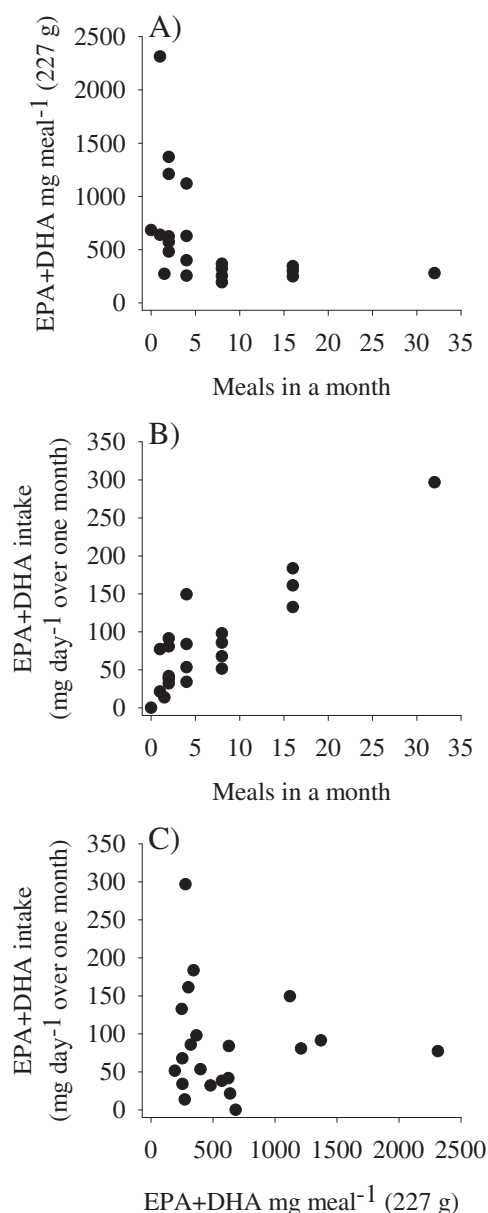 A)
EPA+DHA mg meal-1 (227 g)
2500
2000
1500
1000
500
0
0 5 10 15 20 25 30 35
Meals in a month
B)
EPA+DHA intake
(mg day-1 over one month)
350
300
250
200
150
100
50
0
0 5 10 15 20 25 30 35
Meals in a month
C)
EPA+DHA intake
(mg day-1 over one month)
350
300
250
200
150
100
50
0
0 500 1000 1500 2000 2500
EPA+DHA mg meal-1 (227 g)